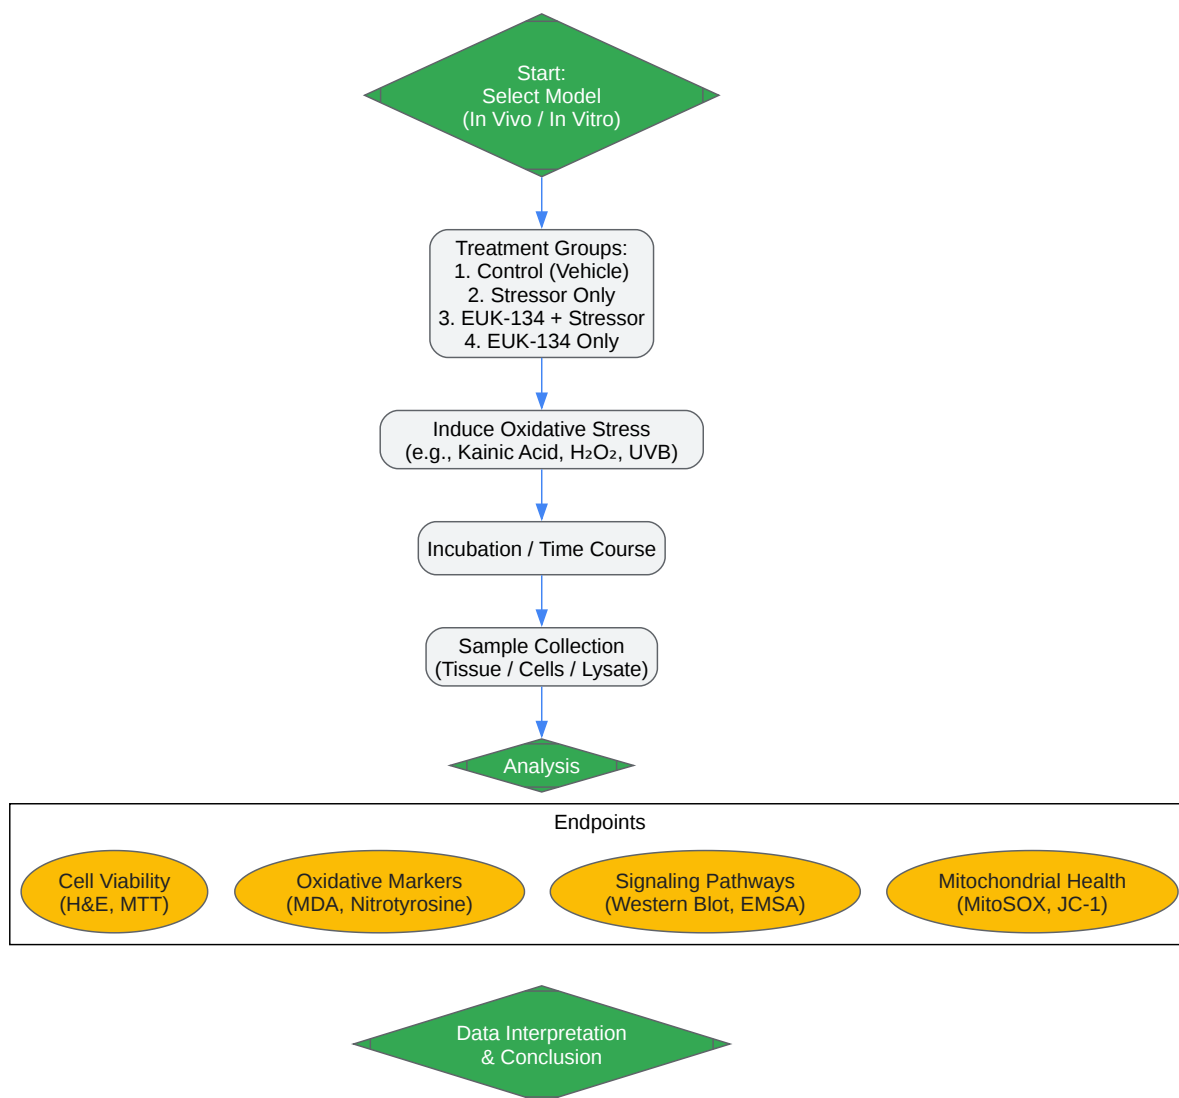 Start:
Select Model
(In Vivo / In Vitro)
Treatment Groups:
1. Control (Vehicle)
2. Stressor Only
3. EUK-134 + Stressor
4. EUK-134 Only
Induce Oxidative Stress
(e.g., Kainic Acid, H₂O₂, UVB)
Incubation / Time Course
Sample Collection
(Tissue / Cells / Lysate)
Analysis
Endpoints
Cell Viability
(H&E, MTT)
Oxidative Markers
(MDA, Nitrotyrosine)
Signaling Pathways
(Western Blot, EMSA)
Mitochondrial Health
(MitoSOX, JC-1)
Data Interpretation
& Conclusion